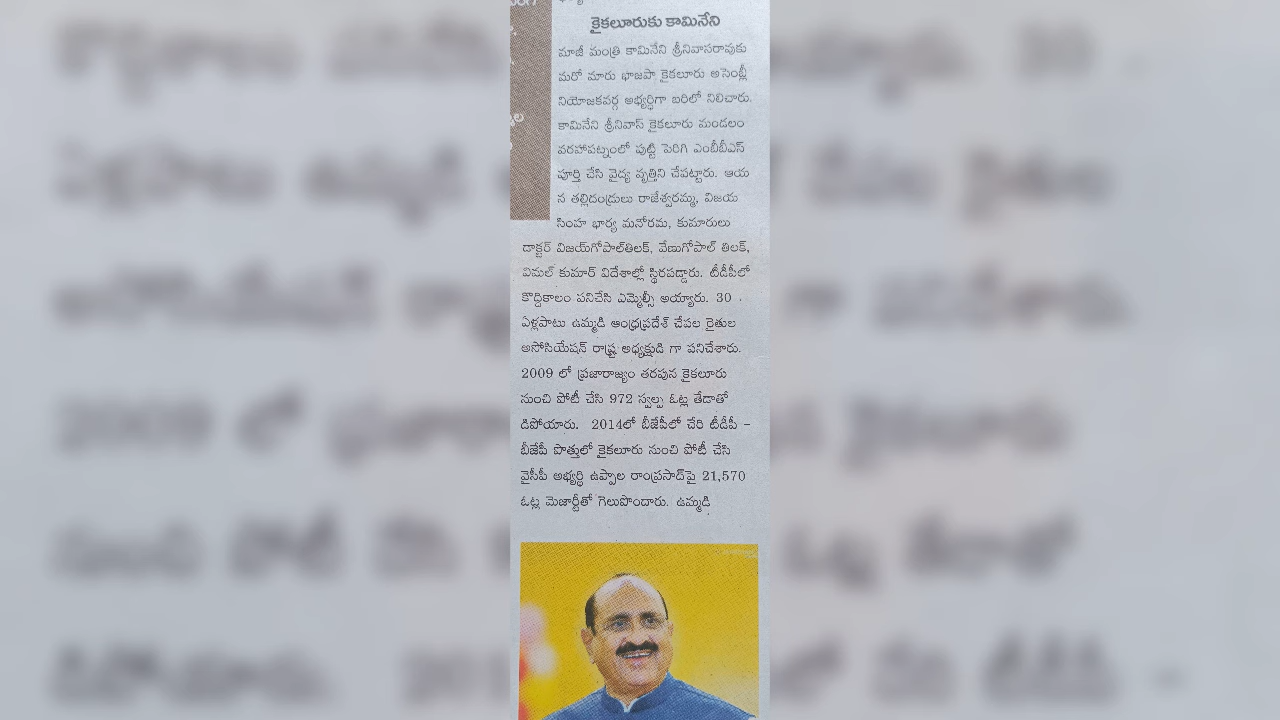 కైకలూరుకు కామినేని
మాజీ మంత్రి కామినేని శ్రీనివాసరావుకు
మరో మారు భాజపా కైకలూరు అసెంబ్లీ
నియోజకవర్గ అభ్యర్థిగా బరిలో నిలిచారు.
కామినేని శ్రీనివాస్ కైకలూరు మండలం
వరహాపట్నంలో పుట్టి పెరిగి ఎంబీబీఎస్
పూర్తి చేసి వైద్య వృత్తిని చేపట్టారు. ఆయ
న తల్లిదండ్రులు రాజేశ్వరమ్మ, విజయ
సింహ భార్య మనోరమ, కుమారులు
డాక్టర్ విజయ్‌గోపాల్‌తిలక్, వేణుగోపాల్ తిలక్,
విమల్ కుమార్ విదేశాల్లో స్థిరపడ్డారు. టీడీపీలో
కొద్దికాలం పనిచేసి ఎమ్మెల్సీ అయ్యారు. 30
ఏళ్లపాటు ఉమ్మడి ఆంధ్రప్రదేశ్ చేపల రైతుల
అసోసియేషన్ రాష్ట్ర అధ్యక్షుడి గా పనిచేశారు.
2009 లో ప్రజారాజ్యం తరపున కైకలూరు
నుంచి పోటీ చేసి 972 స్వల్ప ఓట్ల తేడాతో
డిపోయారు. 2014లో బీజేపీలో చేరి టీడీపీ -
బీజేపీ పొత్తులో కైకలూరు నుంచి పోటీ చేసి
వైసీపీ అభ్యర్థి ఉప్పాల రాంప్రసాద్‌పై 21,570
ఓట్ల మెజార్టీతో గెలుపొందారు. ఉమ్మడి